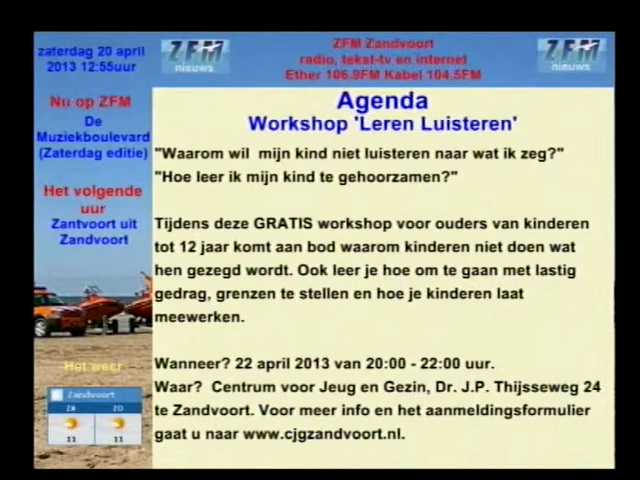 zaterdag 20 april
2013 12:55uur
ZFM
nieuws
ZFM Zandvoort
radio, tekst-tv en internet
Ether 106.9FM Kabel 104.5FM
ZFM
nieuws
Nu op ZFM
De
Muziekboulevard
(Zaterdag editie)
Het volgende
uur
Zantvoort uit
Zandvoort
Het weer
Zandvoort
ZA ZO
11 11
Agenda
Workshop 'Leren Luisteren'
"Waarom wil mijn kind niet luisteren naar wat ik zeg?"
"Hoe leer ik mijn kind te gehoorzamen?"
Tijdens deze GRATIS workshop voor ouders van kinderen
tot 12 jaar komt aan bod waarom kinderen niet doen wat
hen gezegd wordt. Ook leer je hoe om te gaan met lastig
gedrag, grenzen te stellen en hoe je kinderen laat
meewerken.
Wanneer? 22 april 2013 van 20:00 - 22:00 uur.
Waar? Centrum voor Jeug en Gezin, Dr. J.P. Thijsseweg 24
te Zandvoort. Voor meer info en het aanmeldingsformulier
gaat u naar www.cjgzandvoort.nl.